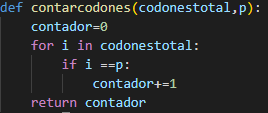 def contarcodones(codonestotal,p):
    contador=0
    for i in codonestotal:
        if i ==p:
            contador+=1
    return contador